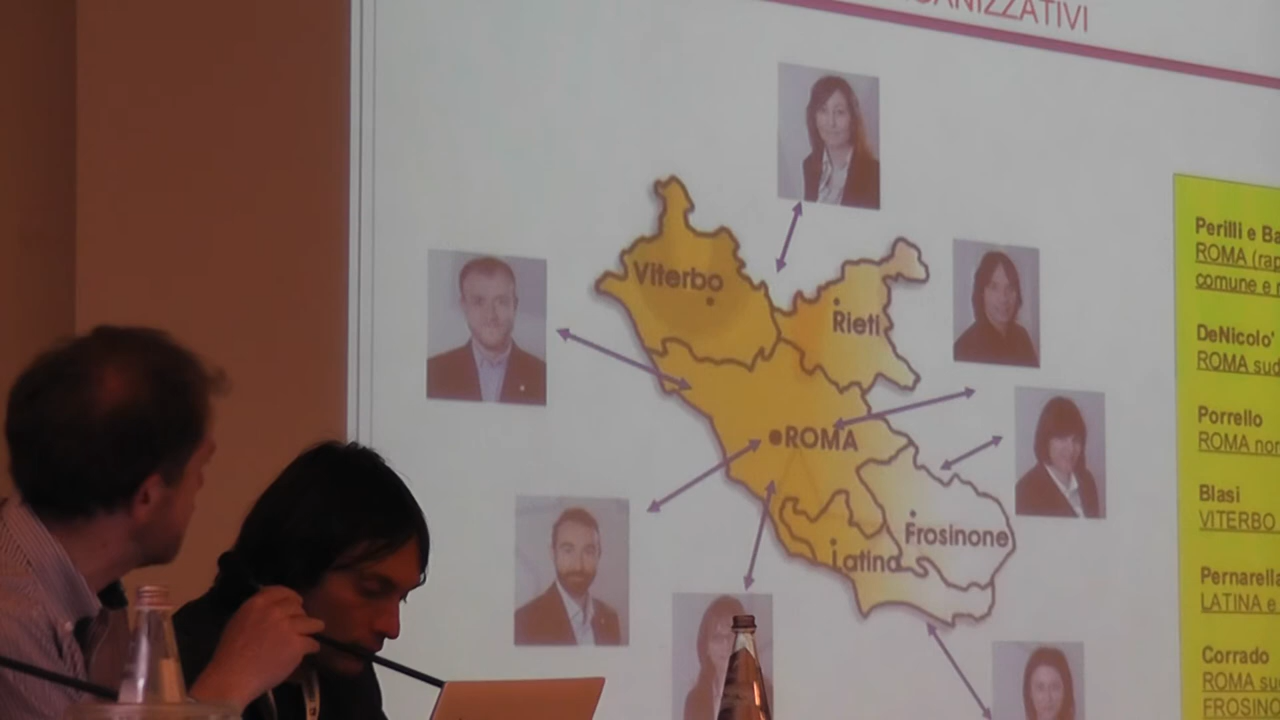 ANIZZATIVI
Viterbo
Rieti
ROMA
Frosinone
Latina
Perilli e Ba
ROMA (rap
comune e r
DeNicolo'
ROMA sud
Porrello
ROMA nor
Blasi
VITERBO
Pernarella
LATINA e
Corrado
ROMA su
FROSINO